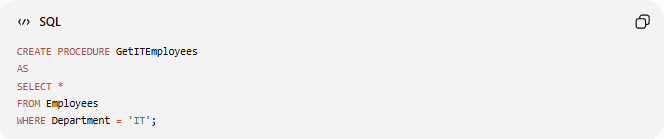 SQL
CREATE PROCEDURE GetITEmployees
AS
SELECT *
FROM Employees
WHERE Department = 'IT';